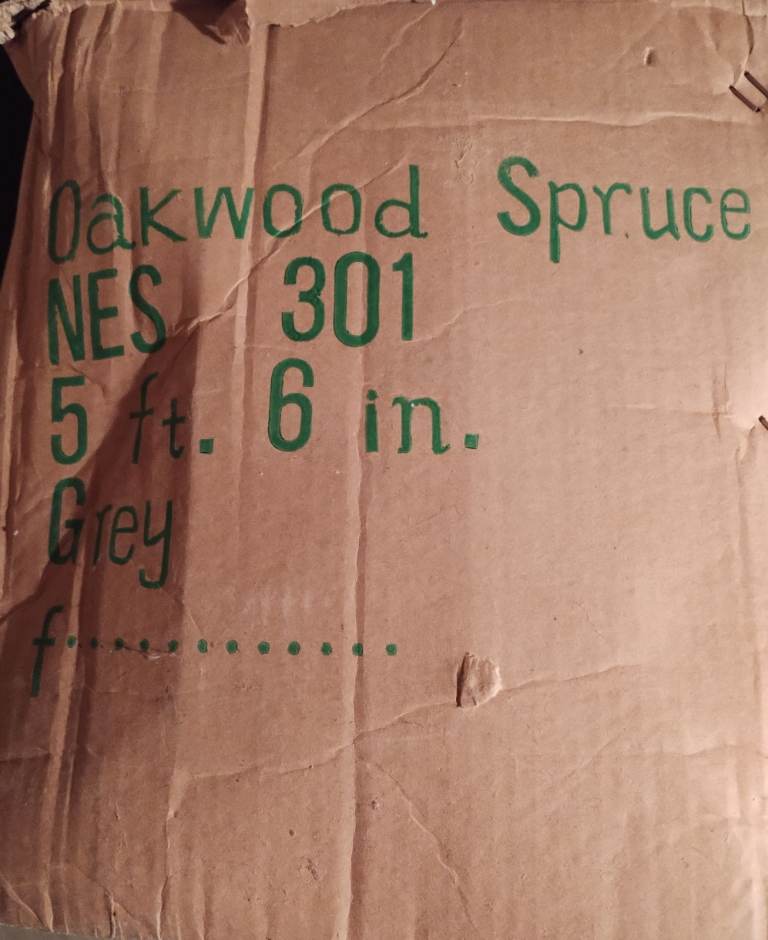 Oakwood Spruce
NES 301
5 ft. 6 in.
Grey
f............